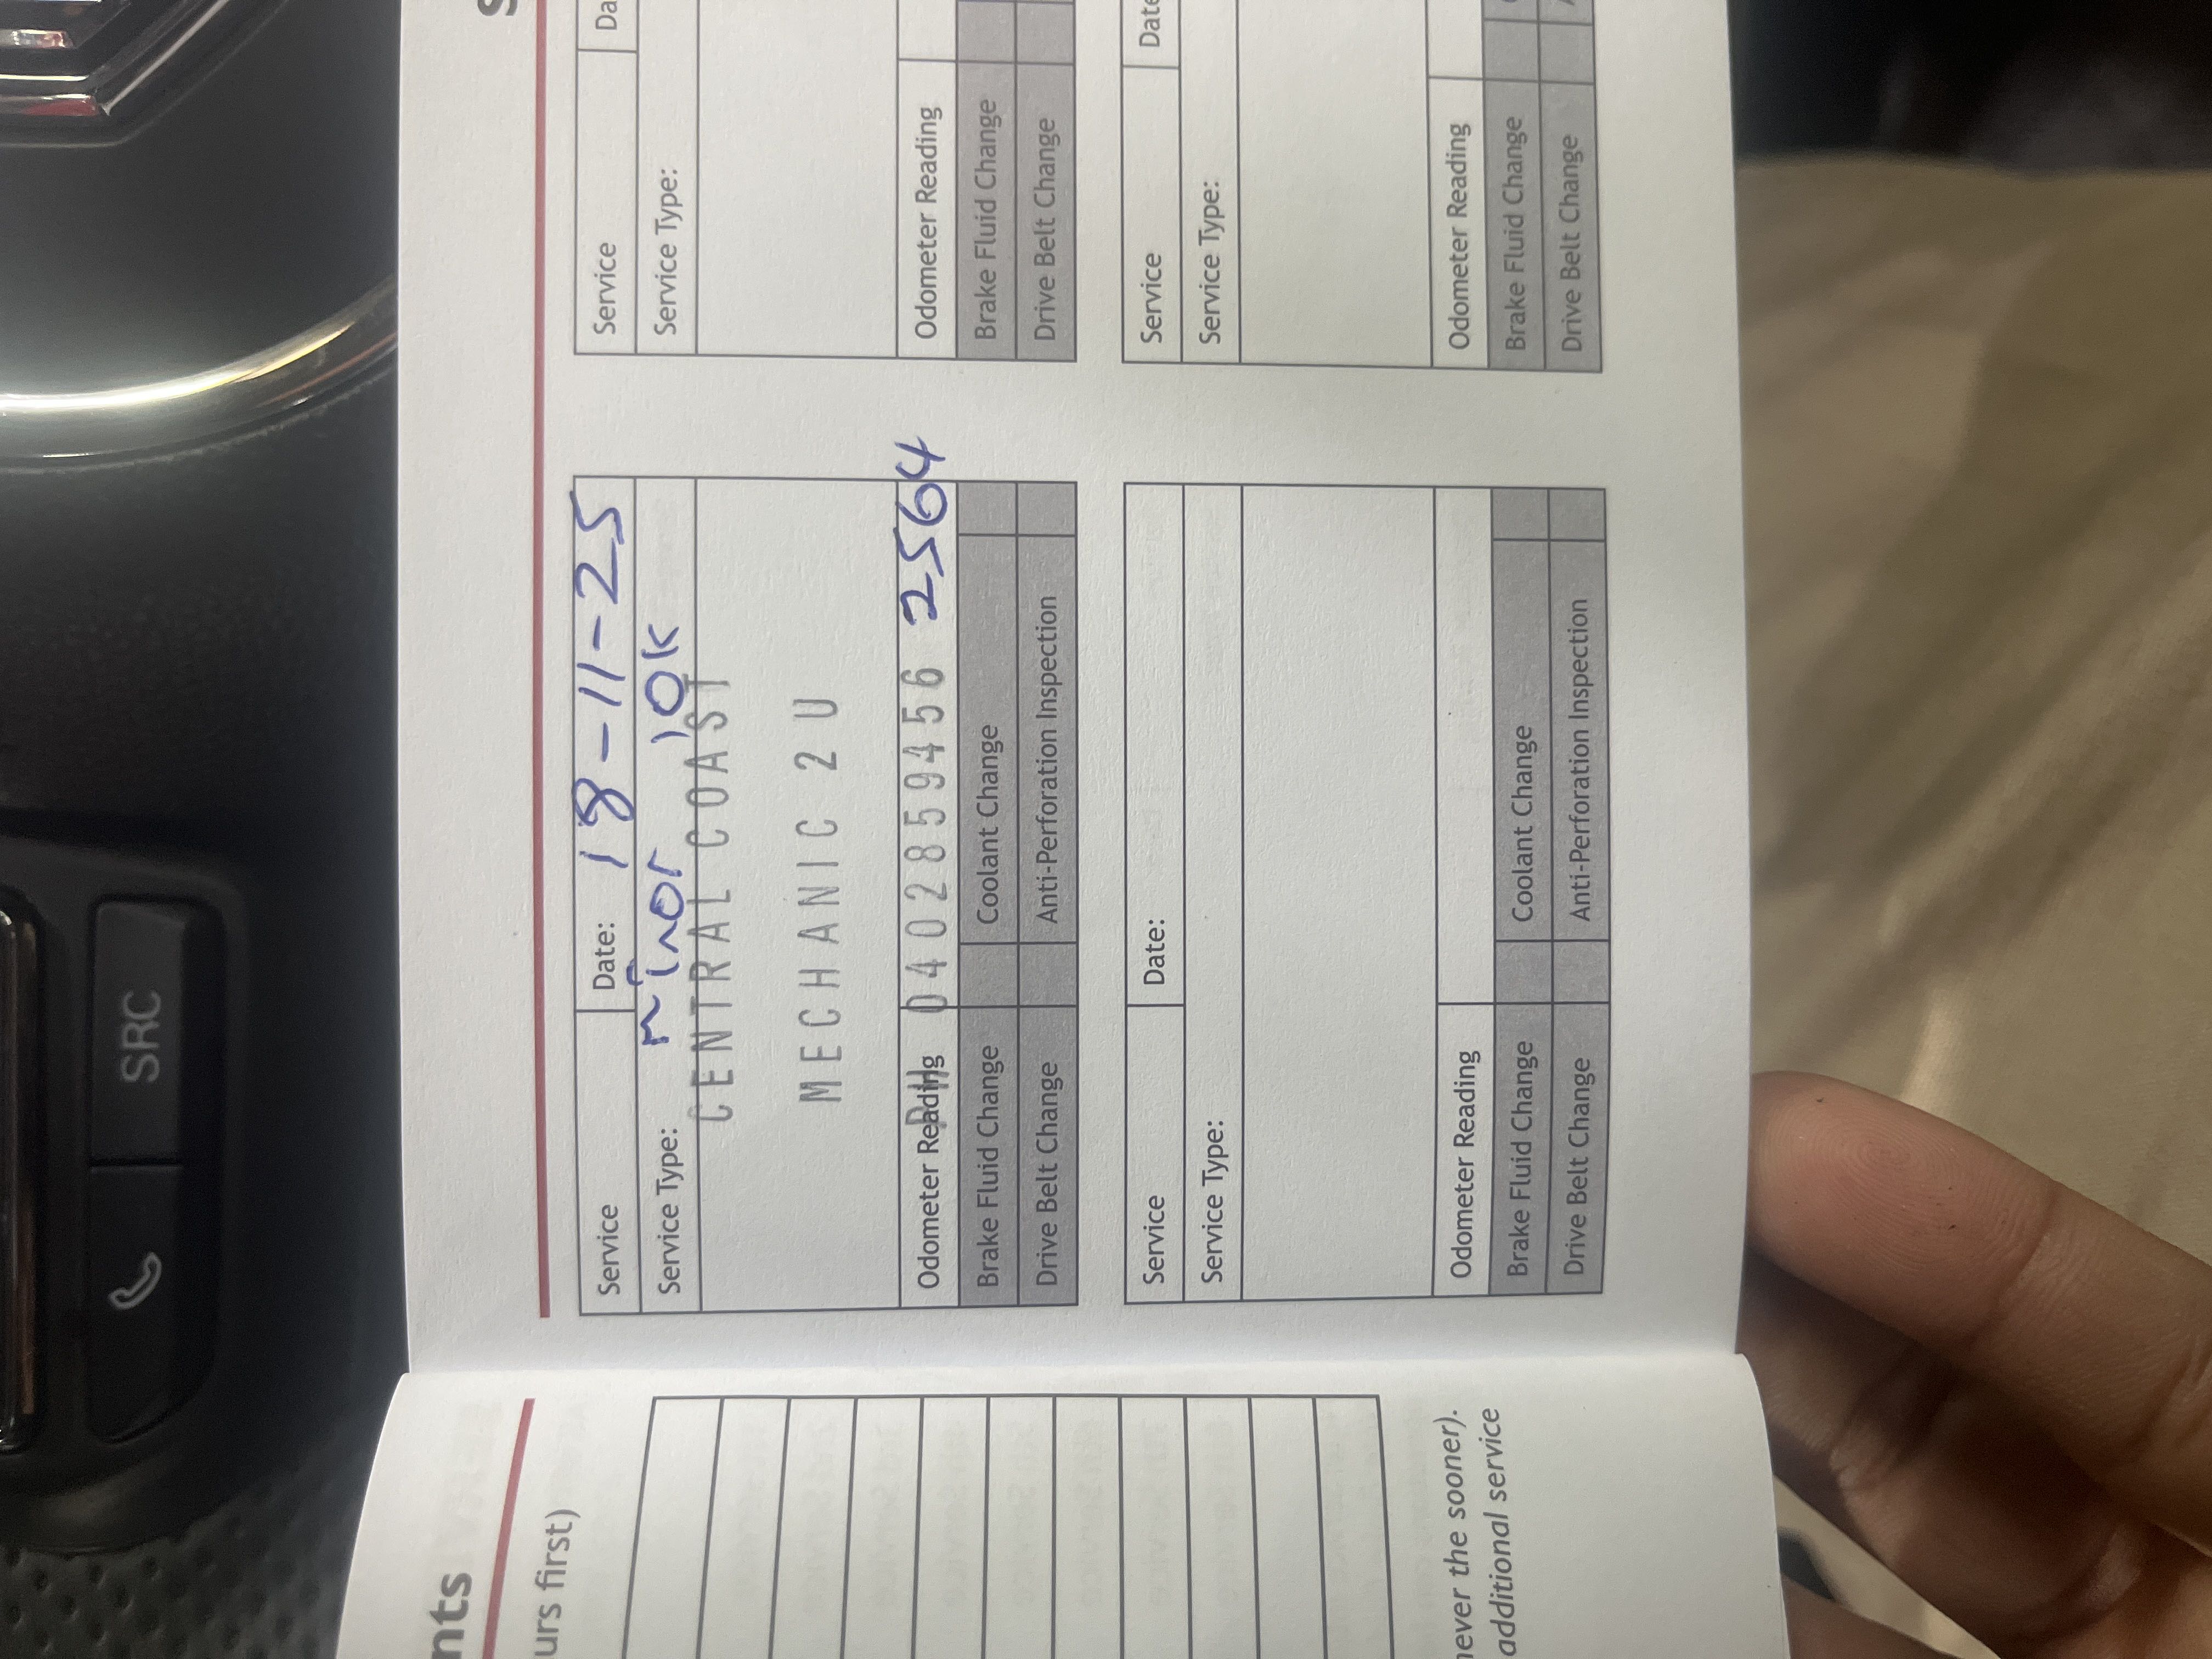 SRC
nts
urs first)
never the sooner).
additional service
Service Date: 18-11-25
Service Type: minor 10K
CENTRAL COAST
MECHANIC 2 U
Odometer Reading PH 0402859456 2564
Brake Fluid Change Coolant Change
Drive Belt Change Anti-Perforation Inspection
Service Date:
Service Type:
Odometer Reading
Brake Fluid Change Coolant Change
Drive Belt Change Anti-Perforation Inspection
S
Service Da
Service Type:
Odometer Reading
Brake Fluid Change
Drive Belt Change
Service Date
Service Type:
Odometer Reading
Brake Fluid Change
Drive Belt Change